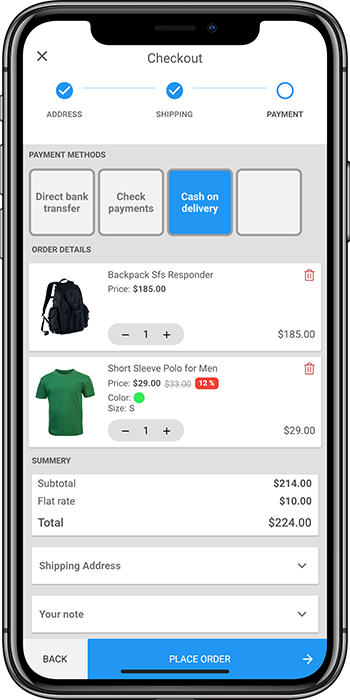 Checkout
ADDRESS
SHIPPING
PAYMENT
PAYMENT METHODS
Direct bank
transfer
Check
payments
Cash on
delivery
ORDER DETAILS
Backpack Sfs Responder
Price: $185.00
− 1 +
$185.00
Short Sleeve Polo for Men
Price: $29.00 $33.00 12 %
Color:
Size: S
− 1 +
$29.00
SUMMERY
Subtotal $214.00
Flat rate $10.00
Total $224.00
Shipping Address
Your note
BACK
PLACE ORDER